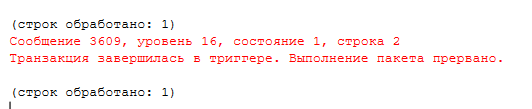 (строк обработано: 1)
Сообщение 3609, уровень 16, состояние 1, строка 2
Транзакция завершилась в триггере. Выполнение пакета прервано.
(строк обработано: 1)